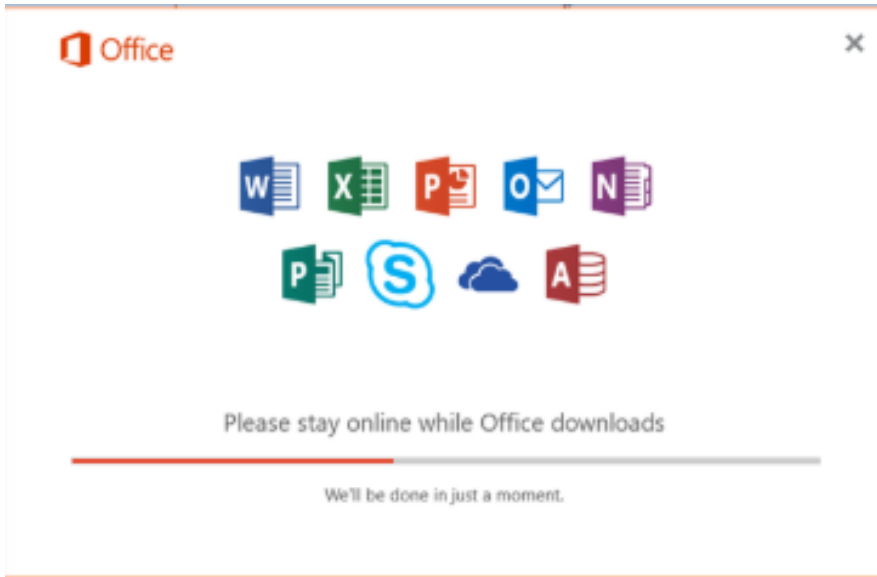 Office
W X P O N
P S A
Please stay online while Office downloads
We'll be done in just a moment.